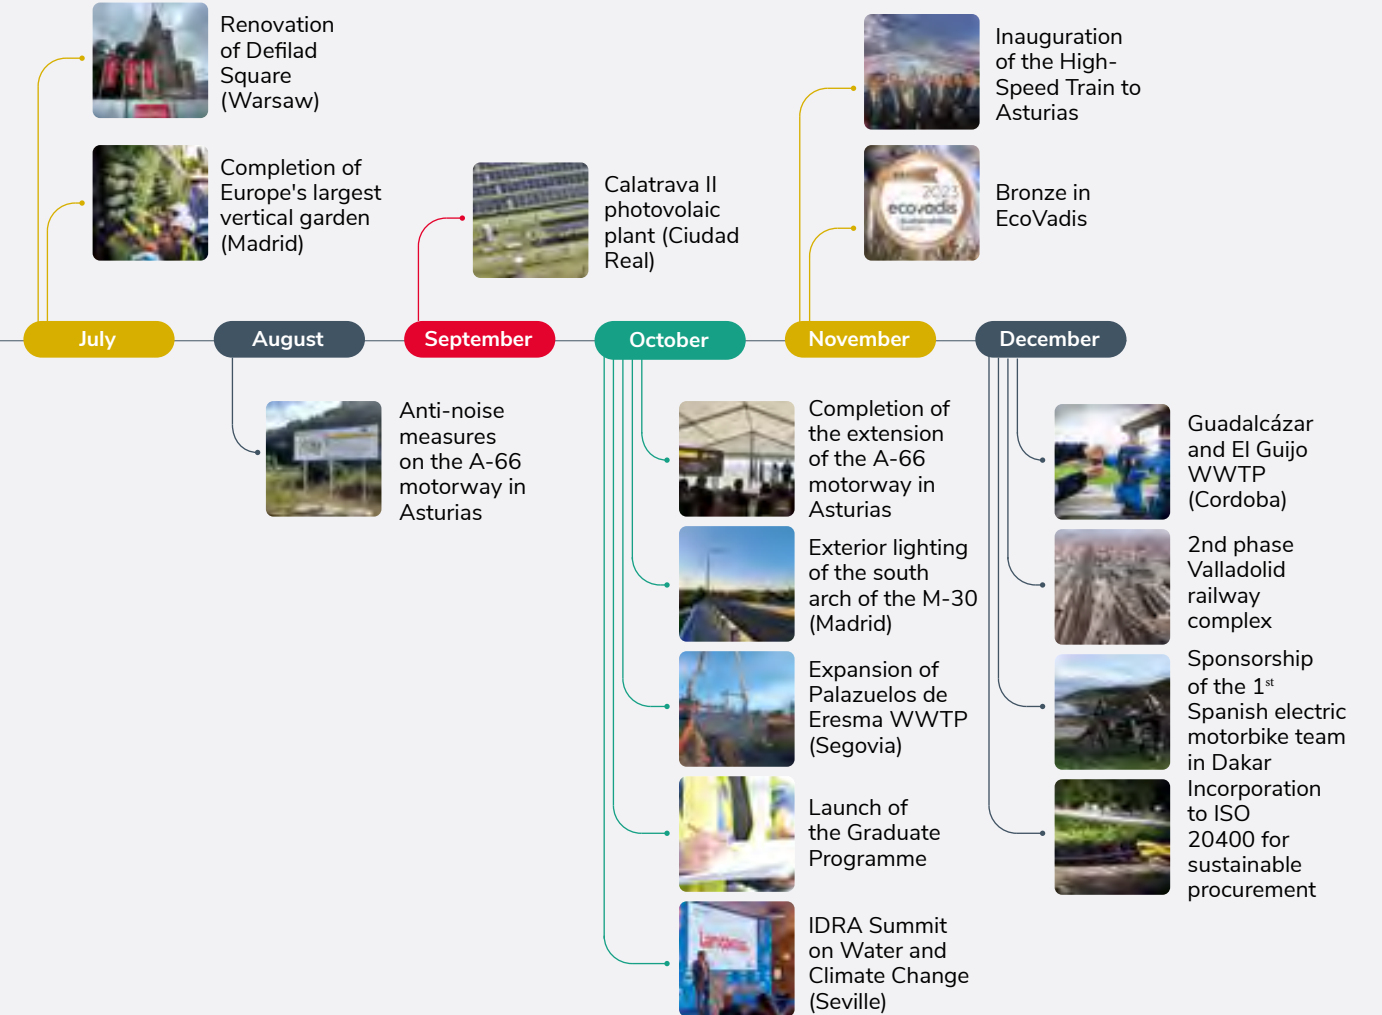 Renovation
of Defilad
Square
(Warsaw)
Completion of
Europe's largest
vertical garden
(Madrid)
Calatrava II
photovolaic
plant (Ciudad
Real)
Inauguration
of the High-
Speed Train to
Asturias
2023
ecovadis
Sustainability
Bronze in
EcoVadis
July
August
September
October
November
December
Anti-noise
measures
on the A-66
motorway in
Asturias
Completion of
the extension
of the A-66
motorway in
Asturias
Exterior lighting
of the south
arch of the M-30
(Madrid)
Expansion of
Palazuelos de
Eresma WWTP
(Segovia)
Launch of
the Graduate
Programme
IDRA Summit
on Water and
Climate Change
(Seville)
Guadalcázar
and El Guijo
WWTP
(Cordoba)
2nd phase
Valladolid
railway
complex
Sponsorship
of the 1st
Spanish electric
motorbike team
in Dakar
Incorporation
to ISO
20400 for
sustainable
procurement